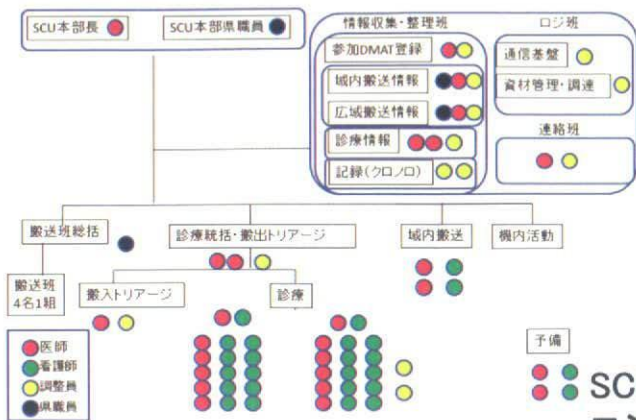 SCU本部長
SCU本部県職員
情報収集・整理班
参加DMAT登録
域内搬送情報
広域搬送情報
診療情報
記録(クロノロ)
ロジ班
通信基盤
資材管理・調達
連絡班
搬送班総括
診療統括・搬出トリアージ
域内搬送
機内活動
搬送班
4名1組
搬入トリアージ
診療
医師
看護師
調整員
県職員
予備
SC